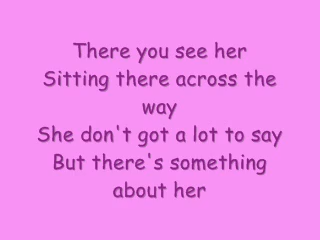 There you see her
Sitting there across the
way
She don't got a lot to say
But there's something
about her